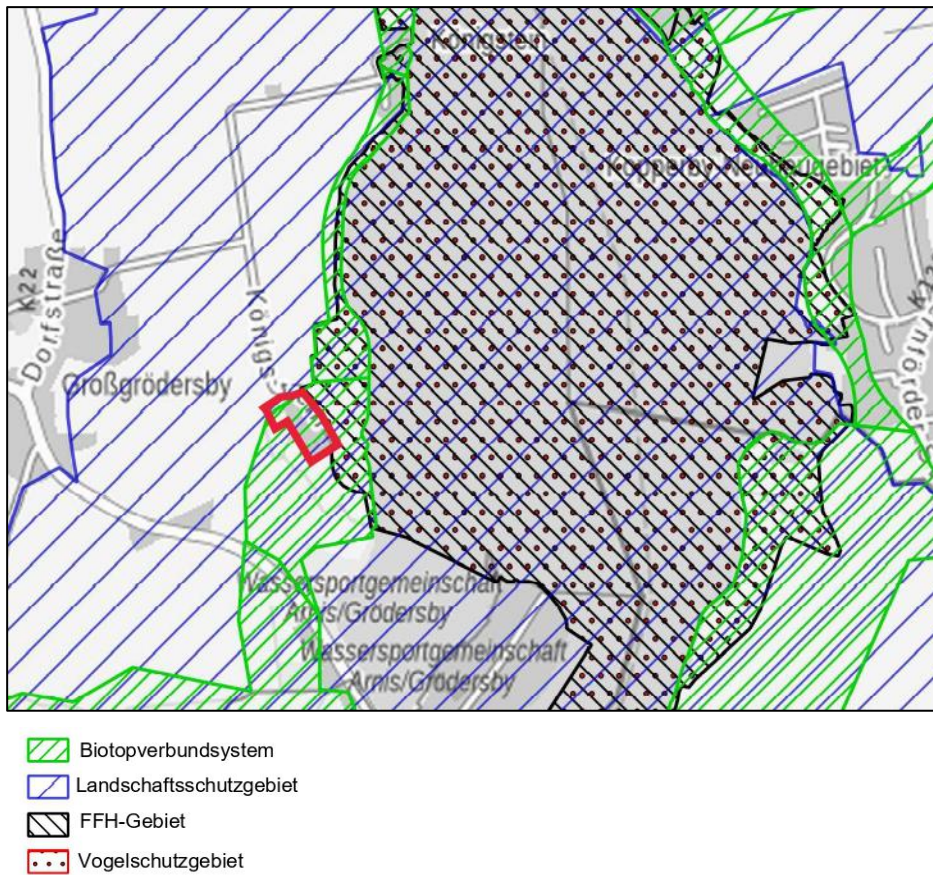 Königstein
Kopperby Neubaugebiet
K22
Dorfstraße
Großgrödersby
Königs
Wassersportgemeinschaft
Arnis/Grödersby
Wassersportgemeinschaft
Arnis/Grödersby
Biotopverbundsystem
Landschaftsschutzgebiet
FFH-Gebiet
Vogelschutzgebiet